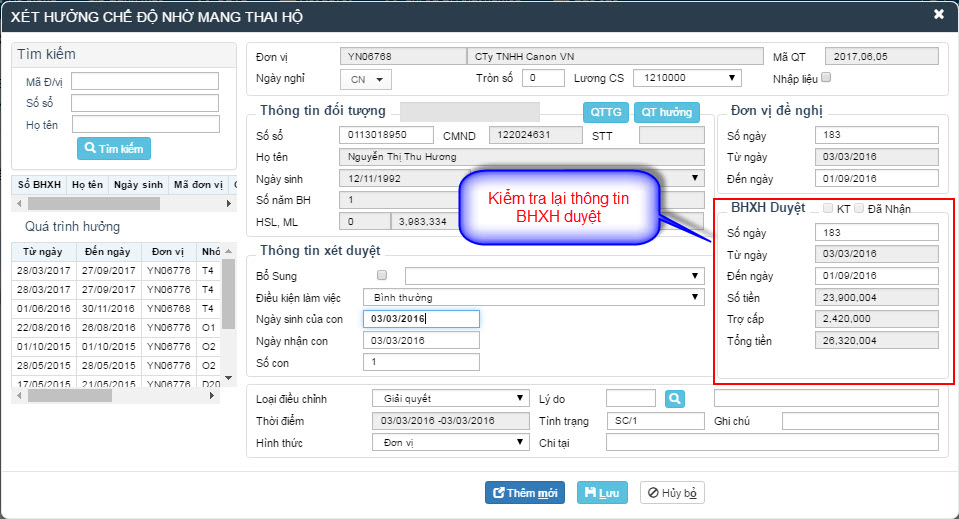 XÉT HƯỞNG CHẾ ĐỘ NHỜ MANG THAI HỘ
Tìm kiếm
Mã Đ/vị
Số sổ
Họ tên
Tìm kiếm
Số BHXH Họ tên Ngày sinh Mã đơn vị
Quá trình hưởng
Từ ngày Đến ngày Đơn vị Nhó
28/03/2017 27/09/2017 YN06776 T4
28/03/2017 27/09/2017 YN06776 T4
01/06/2016 30/11/2016 YN06768 T4
22/08/2016 26/08/2016 YN06776 O1
01/10/2015 01/10/2015 YN06776 O2
28/05/2015 28/05/2015 YN06776 O2
17/05/2015 21/05/2015 YN06776 D20
Đơn vị YN06768 CTy TNHH Canon VN Mã QT 2017,06,05
Ngày nghỉ CN Tròn số 0 Lương CS 1210000 Nhập liệu
Thông tin đối tượng QTTG QT hưởng
Số sổ 0113018950 CMND 122024631 STT
Họ tên Nguyễn Thị Thu Hương
Ngày sinh 12/11/1992
Số năm BH 1
HSL, ML 0 3,983,334
Kiểm tra lại thông tin
BHXH duyệt
Thông tin xét duyệt
Bổ Sung
Điều kiện làm việc Bình thường
Ngày sinh của con 03/03/2016
Ngày nhận con 03/03/2016
Số con 1
Đơn vị đề nghị
Số ngày 183
Từ ngày 03/03/2016
Đến ngày 01/09/2016
BHXH Duyệt KT Đã Nhận
Số ngày 183
Từ ngày 03/03/2016
Đến ngày 01/09/2016
Số tiền 23,900,004
Trợ cấp 2,420,000
Tổng tiền 26,320,004
Loại điều chỉnh Giải quyết Lý do
Thời điểm 03/03/2016 -03/03/2016 Tình trạng SC/1 Ghi chú
Hình thức Đơn vị Chi tại
Thêm mới Lưu Hủy bỏ